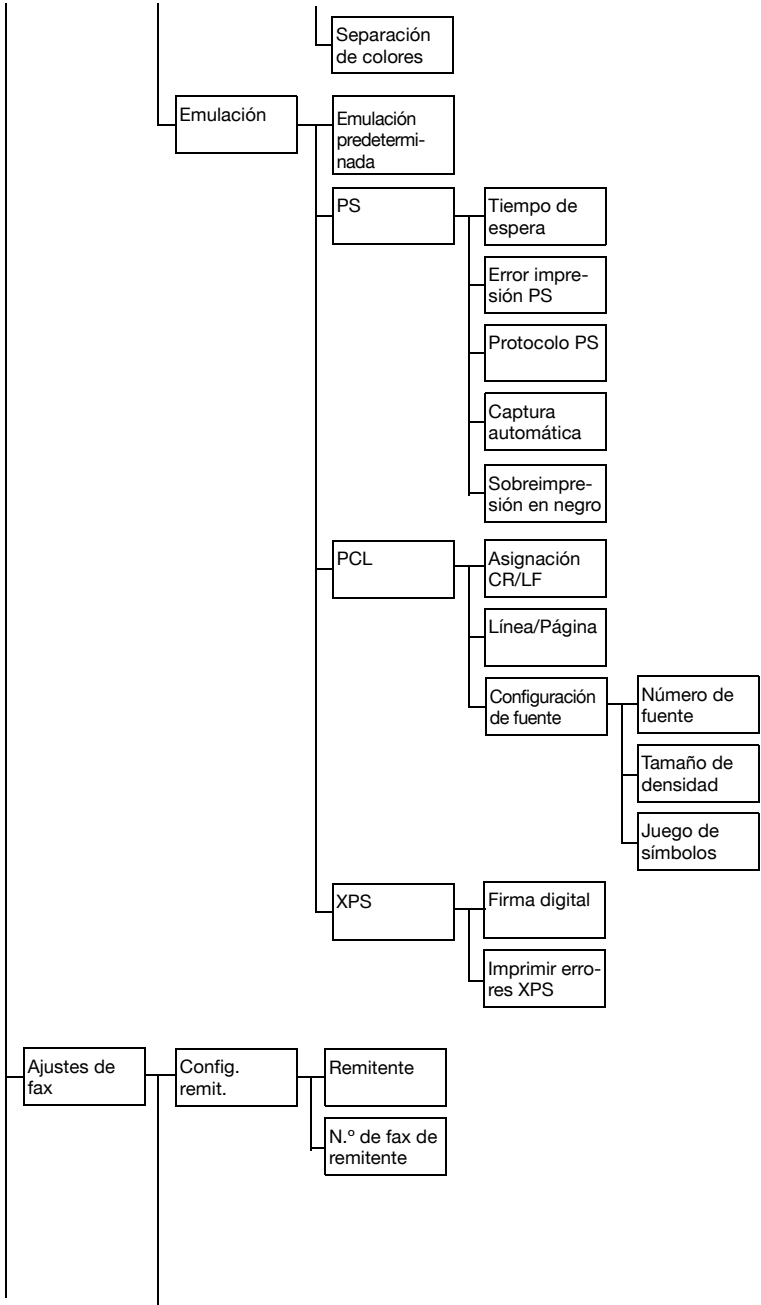 Separación
de colores
Emulación
Emulación
predetermi-
nada
PS
Tiempo de
espera
Error impre-
sión PS
Protocolo PS
Captura
automática
Sobreimpre-
sión en negro
PCL
Asignación
CR/LF
Línea/Página
Configuración
de fuente
Número de
fuente
Tamaño de
densidad
Juego de
símbolos
XPS
Firma digital
Imprimir erro-
res XPS
Ajustes de
fax
Config.
remit.
Remitente
N.º de fax de
remitente